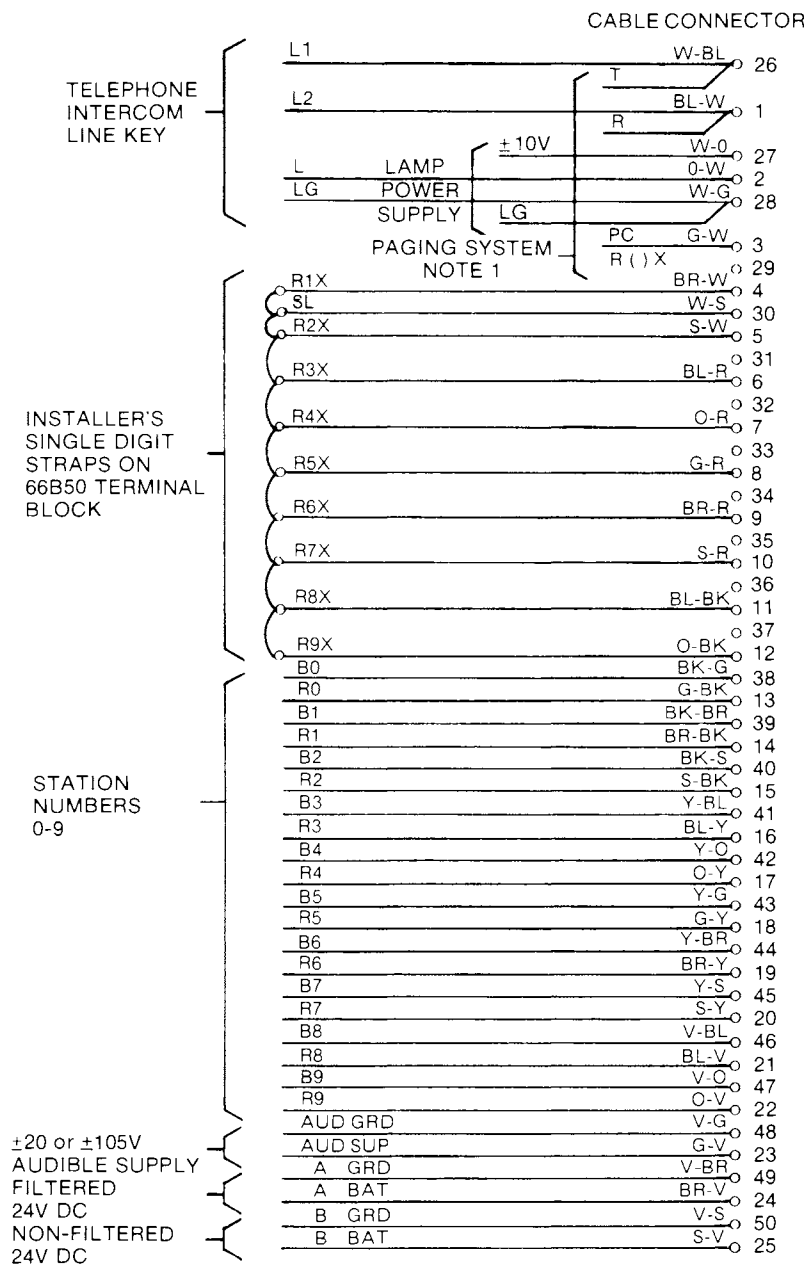 CABLE CONNECTOR
TELEPHONE
INTERCOM
LINE KEY
L1 W-BL 26
T
L2 BL-W 1
R
±10V W-0 27
L LAMP 0-W 2
LG POWER W-G 28
SUPPLY LG
PC G-W 3
PAGING SYSTEM R ( ) X
NOTE 1
29
R1X BR-W 4
SL W-S 30
R2X S-W 5
31
R3X BL-R 6
32
INSTALLER'S
SINGLE DIGIT
STRAPS ON
66B50 TERMINAL
BLOCK
R4X O-R 7
33
R5X G-R 8
34
R6X BR-R 9
35
R7X S-R 10
36
R8X BL-BK 11
37
R9X O-BK 12
B0 BK-G 38
R0 G-BK 13
B1 BK-BR 39
R1 BR-BK 14
B2 BK-S 40
R2 S-BK 15
STATION
NUMBERS
0-9
B3 Y-BL 41
R3 BL-Y 16
B4 Y-O 42
R4 O-Y 17
B5 Y-G 43
R5 G-Y 18
B6 Y-BR 44
R6 BR-Y 19
B7 Y-S 45
R7 S-Y 20
B8 V-BL 46
R8 BL-V 21
B9 V-O 47
R9 O-V 22
±20 or ±105V
AUDIBLE SUPPLY
AUD GRD V-G 48
AUD SUP G-V 23
FILTERED
24V DC
A GRD V-BR 49
A BAT BR-V 24
NON-FILTERED
24V DC
B GRD V-S 50
B BAT S-V 25